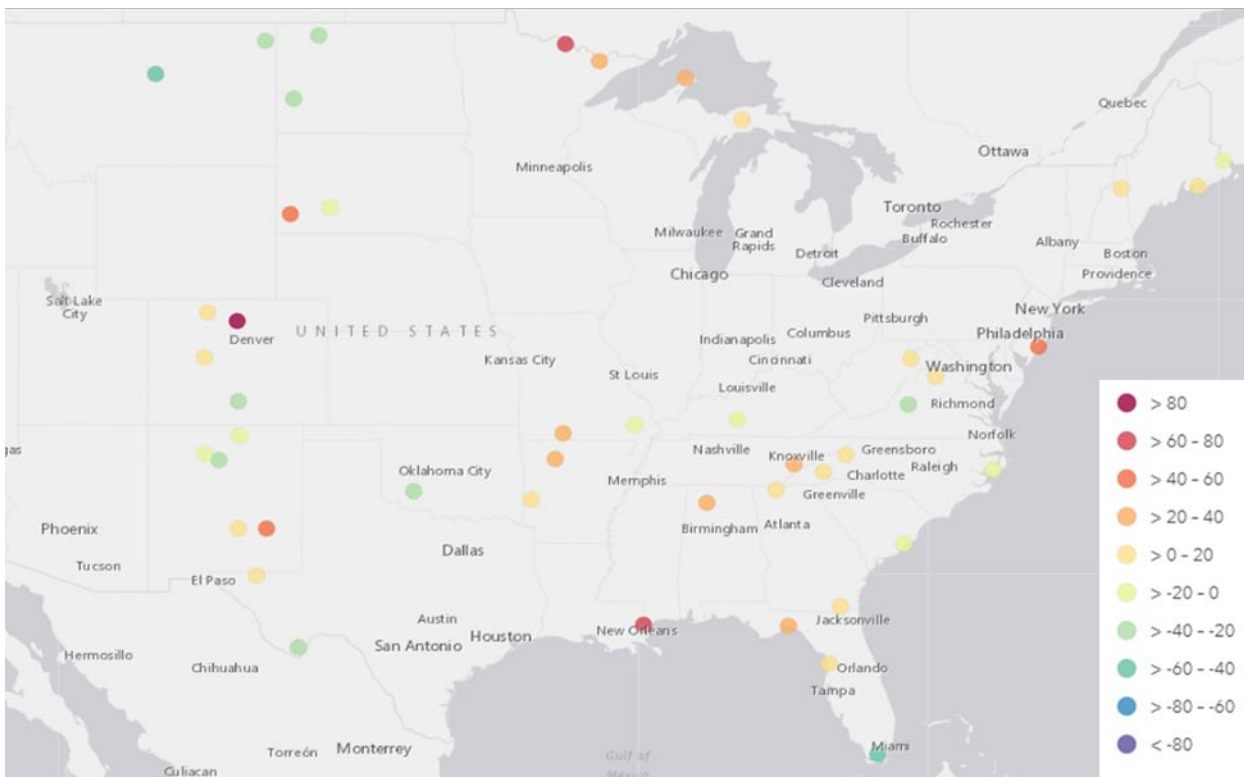 Quebec
Ottawa
Minneapolis
Toronto
Rochester
Buffalo
Milwaukee
Grand
Rapids
Albany
Boston
Detroit
Chicago
Cleveland
Providence
Salt Lake
City
New York
Pittsburgh
UNITED STATES
Denver
Columbus
Philadelphia
Indianapolis
Kansas City
Cincinnati
Washington
St Louis
Louisville
Richmond
Norfolk
gas
Nashville
Knoxville
Greensboro
Oklahoma City
Charlotte
Raleigh
Memphis
Greenville
Phoenix
Birmingham
Atlanta
Dallas
Tucson
El Paso
Austin
Jacksonville
New Orleans
Houston
San Antonio
Hermosillo
Chihuahua
Orlando
Tampa
Miami
Torreón
Monterrey
Gulf of
Mexico
Culiacan
> 80
> 60 - 80
> 40 - 60
> 20 - 40
> 0 - 20
> -20 - 0
> -40 - -20
> -60 - -40
> -80 - -60
< -80